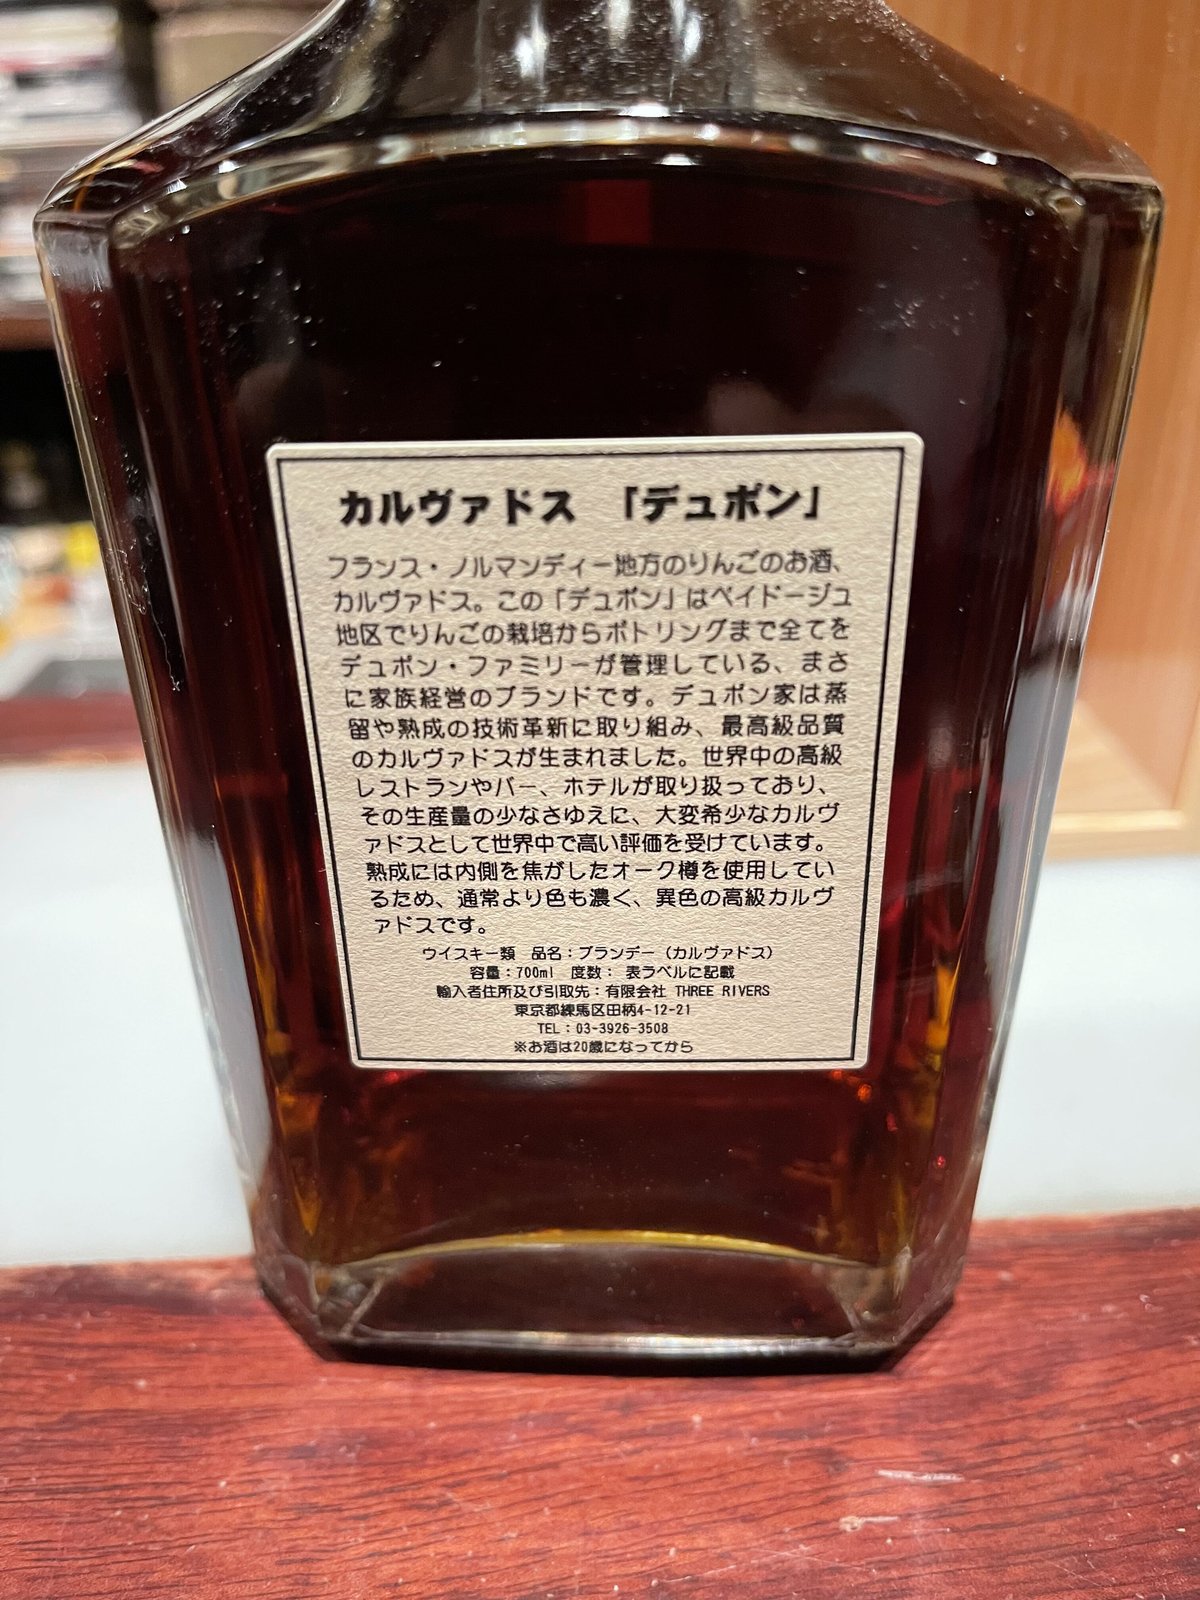 カルヴァドス 「デュポン」
フランス・ノルマンディー地方のりんごのお酒、
カルヴァドス。この「デュポン」はペイドージュ
地区でりんごの栽培からボトリングまで全てを
デュポン・ファミリーが管理している、まさ
に家族経営のブランドです。デュポン家は蒸
留や熟成の技術革新に取り組み、最高級品質
のカルヴァドスが生まれました。世界中の高級
レストランやバー、ホテルが取り扱っており、
その生産量の少なさゆえに、大変希少なカルヴ
ァドスとして世界中で高い評価を受けています。
熟成には内側を焦がしたオーク樽を使用してい
るため、通常より色も濃く、異色の高級カルヴ
ァドスです。
ウイスキー類 品名：ブランデー（カルヴァドス）
容量：700ml 度数： 表ラベルに記載
輸入者住所及び引取先：有限会社 THREE RIVERS
東京都練馬区田柄4-12-21
TEL：03-3926-3508
※お酒は20歳になってから